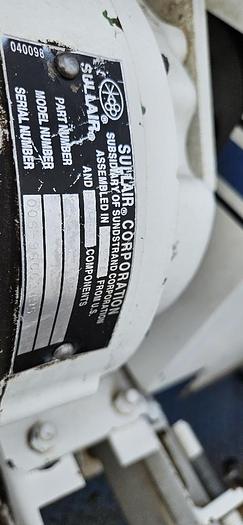 SULLAIR® CORPORATION
SUBSIDIARY OF SUNDSTRAND CORPORATION
ASSEMBLED IN FROM U.S.
AND COMPONENTS
SULLAIR®
PART NUMBER
MODEL NUMBER
SERIAL NUMBER
040098